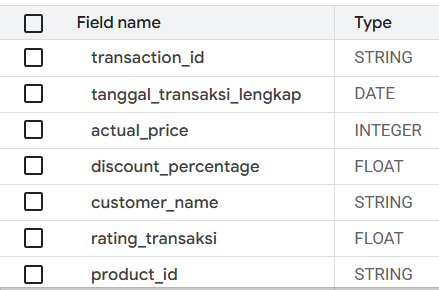 Field name Type
transaction_id STRING
tanggal_transaksi_lengkap DATE
actual_price INTEGER
discount_percentage FLOAT
customer_name STRING
rating_transaksi FLOAT
product_id STRING